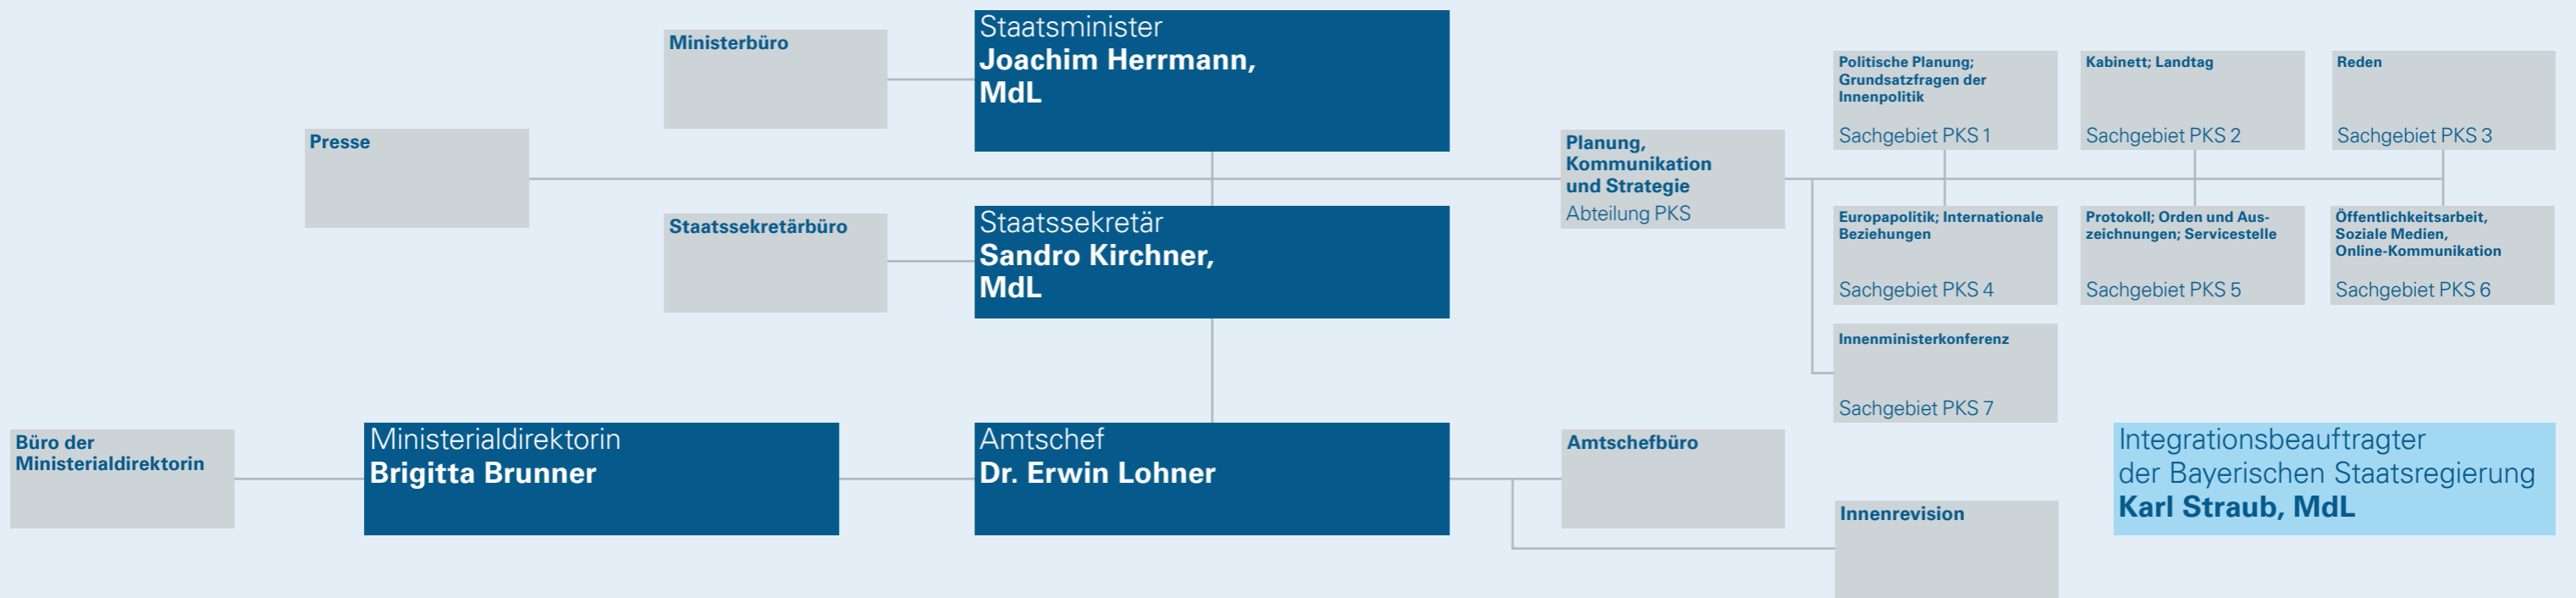 Staatsminister
Joachim Herrmann,
MdL
Ministerbüro
Presse
Planung,
Kommunikation
und Strategie
Abteilung PKS
Politische Planung;
Grundsatzfragen der
Innenpolitik
Sachgebiet PKS 1
Kabinett; Landtag
Sachgebiet PKS 2
Reden
Sachgebiet PKS 3
Staatssekretärbüro
Staatssekretär
Sandro Kirchner,
MdL
Europapolitik; Internationale
Beziehungen
Sachgebiet PKS 4
Protokoll; Orden und Aus-
zeichnungen; Servicestelle
Sachgebiet PKS 5
Öffentlichkeitsarbeit,
Soziale Medien,
Online-Kommunikation
Sachgebiet PKS 6
Innenministerkonferenz
Sachgebiet PKS 7
Büro der
Ministerialdirektorin
Ministerialdirektorin
Brigitta Brunner
Amtschef
Dr. Erwin Lohner
Amtschefbüro
Innenrevision
Integrationsbeauftragter
der Bayerischen Staatsregierung
Karl Straub, MdL